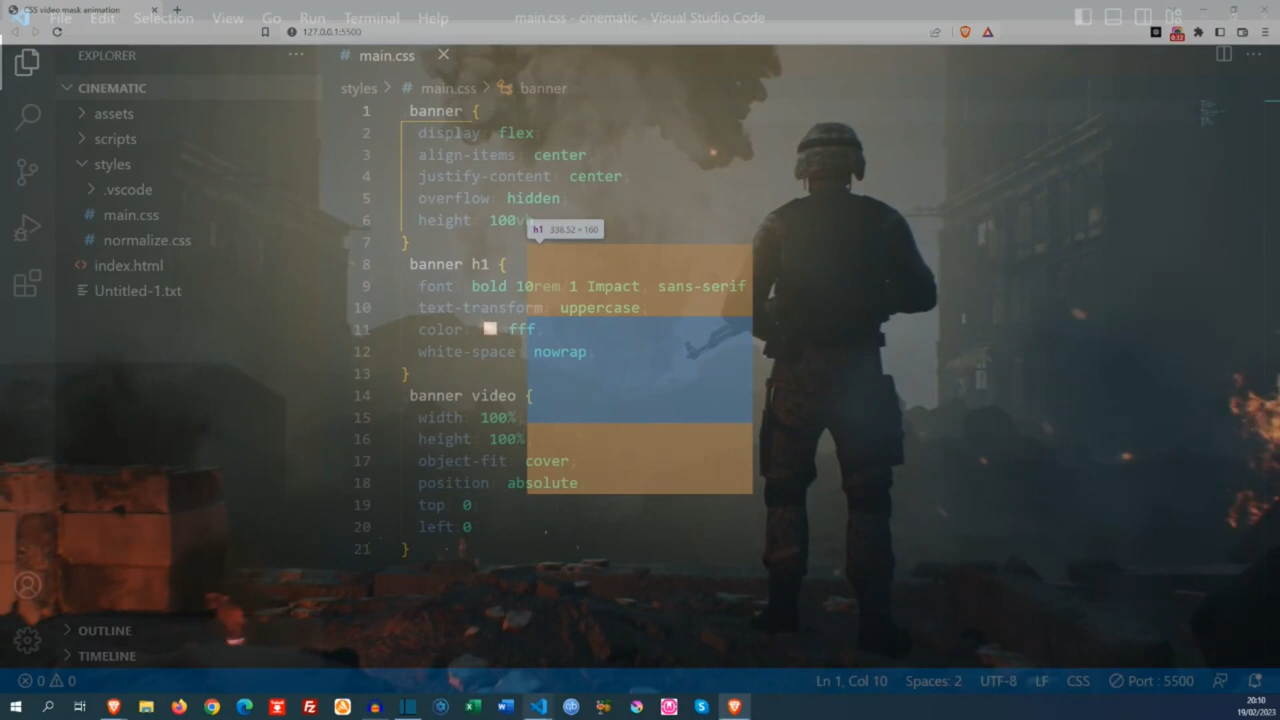 CSS video mask animation
File Edit Selection View Go Run Terminal Help main.css - cinematic - Visual Studio Code
127.0.0.1:5500
0:32
EXPLORER
CINEMATIC
assets
scripts
styles
.vscode
# main.css
# normalize.css
<> index.html
Untitled-1.txt
OUTLINE
TIMELINE
# main.css
styles > # main.css > banner
1 banner {
2 display: flex;
3 align-items: center;
4 justify-content: center;
5 overflow: hidden;
6 height: 100vh
7 }
8 banner h1 {
9 font: bold 10rem/1 Impact, sans-serif
10 text-transform: uppercase;
11 color: fff;
12 white-space: nowrap;
13 }
14 banner video {
15 width: 100%;
16 height: 100%
17 object-fit: cover;
18 position: absolute;
19 top: 0;
20 left:0
21 }
h1 338.52 × 160
0 0
Ln 1, Col 10 Spaces: 2 UTF-8 LF CSS Port : 5500
20:10
19/02/2023